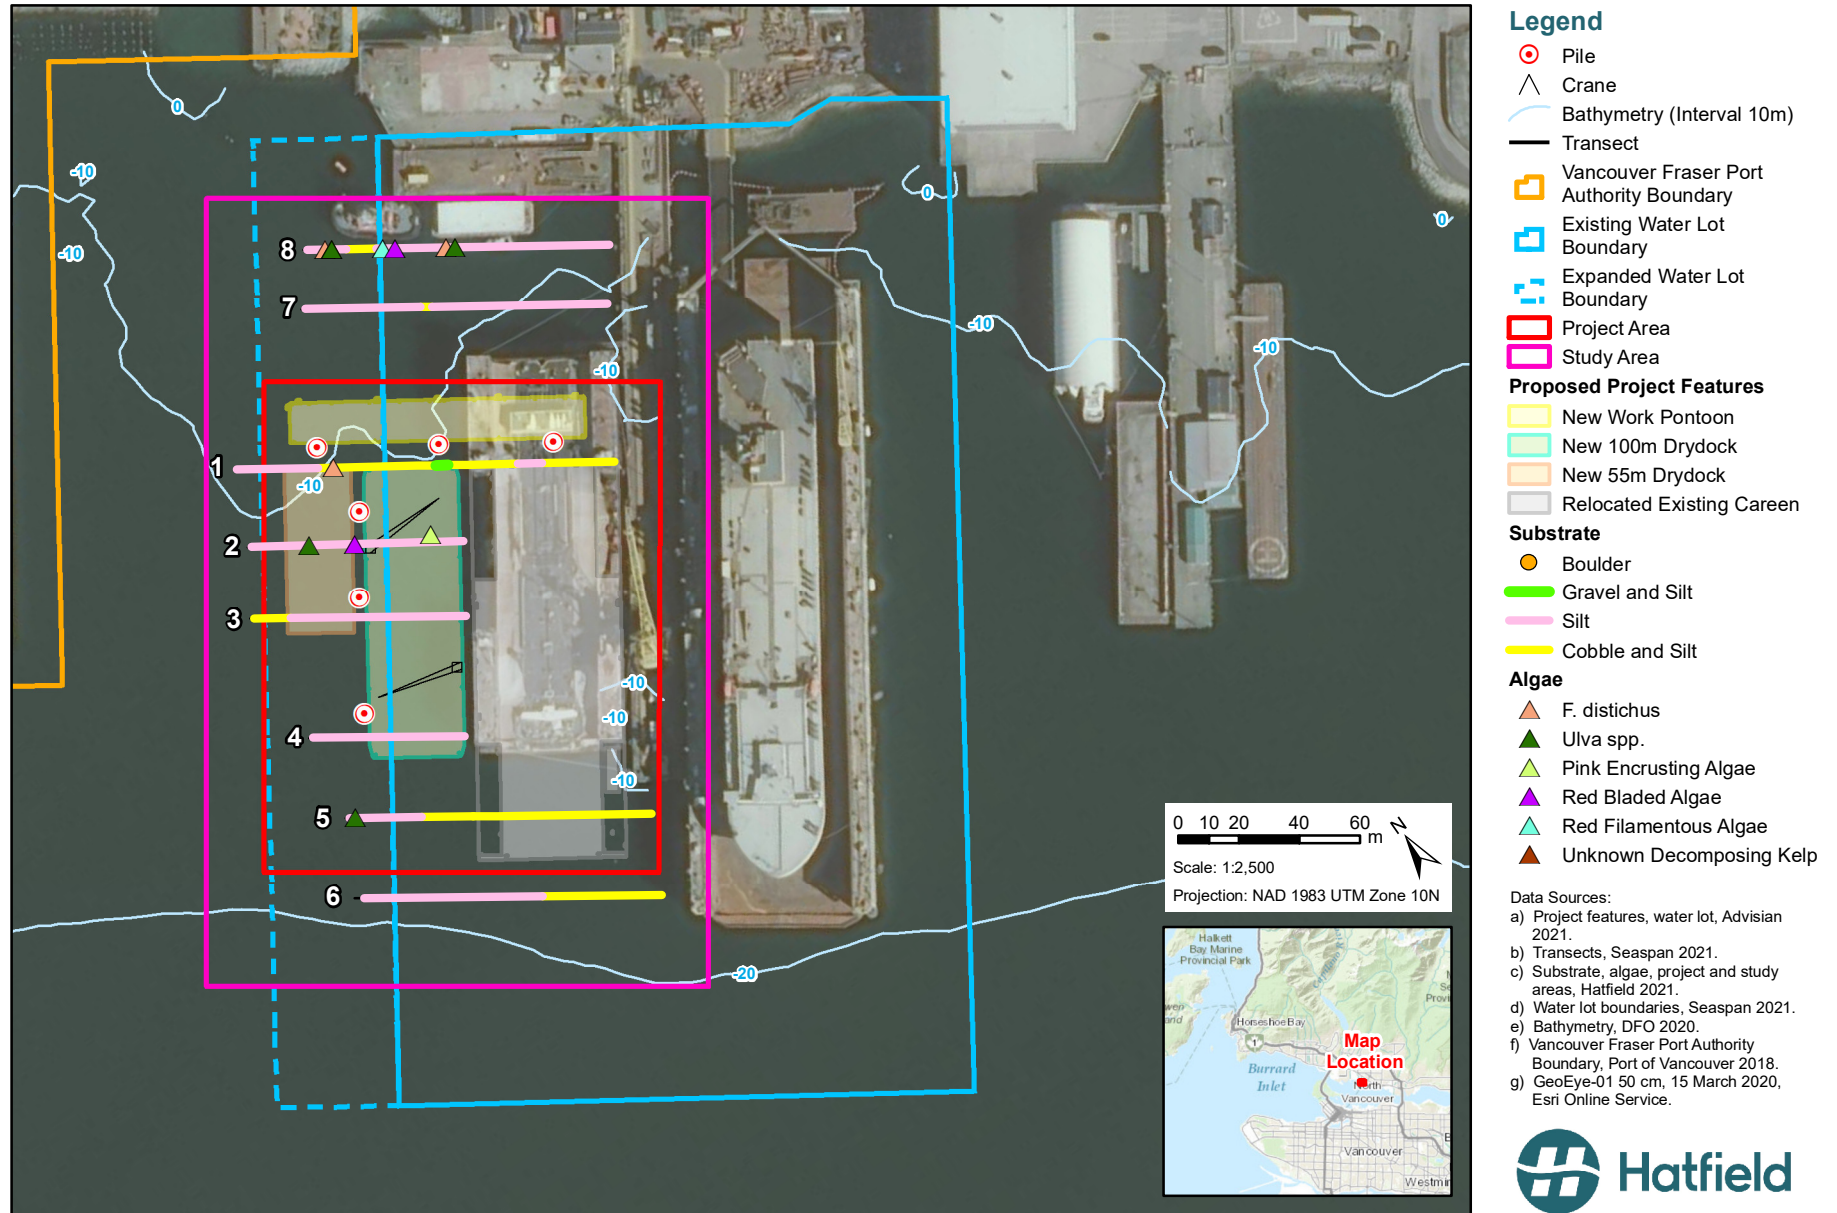 0
-10
-10
8
7
1
-10
2
3
4
5
6
-10
-10
-10
-10
-20
0
-10
-10
0
Legend
Pile
Crane
Bathymetry (Interval 10m)
Transect
Vancouver Fraser Port
Authority Boundary
Existing Water Lot
Boundary
Expanded Water Lot
Boundary
Project Area
Study Area
Proposed Project Features
New Work Pontoon
New 100m Drydock
New 55m Drydock
Relocated Existing Careen
Substrate
Boulder
Gravel and Silt
Silt
Cobble and Silt
Algae
F. distichus
Ulva spp.
Pink Encrusting Algae
Red Bladed Algae
Red Filamentous Algae
Unknown Decomposing Kelp
Data Sources:
a) Project features, water lot, Advisian
2021.
b) Transects, Seaspan 2021.
c) Substrate, algae, project and study
areas, Hatfield 2021.
d) Water lot boundaries, Seaspan 2021.
e) Bathymetry, DFO 2020.
f) Vancouver Fraser Port Authority
Boundary, Port of Vancouver 2018.
g) GeoEye-01 50 cm, 15 March 2020,
Esri Online Service.
Hatfield
0 10 20 40 60
m
N
Scale: 1:2,500
Projection: NAD 1983 UTM Zone 10N
Halkett
Bay Marine
Provincial Park
Horseshoe Bay
1
Map
Location
Burrard
Inlet
North
Vancouver
Vancouver
Westmin